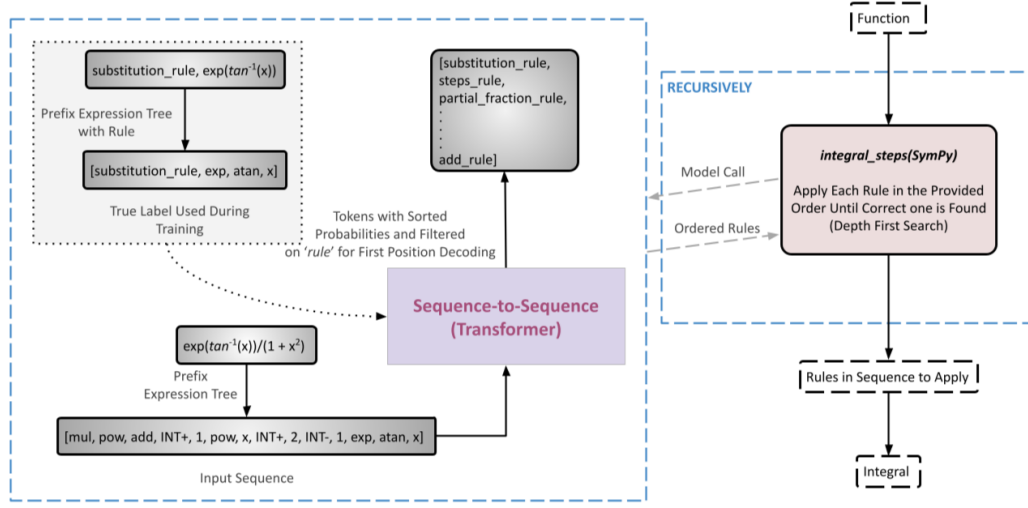 substitution_rule, exp(tan⁻¹(x))
Prefix Expression Tree
with Rule
[substitution_rule, exp, atan, x]
True Label Used During
Training
[substitution_rule,
steps_rule,
partial_fraction_rule,
.
.
.
.
add_rule]
Tokens with Sorted
Probabilities and Filtered
on ‘rule’ for First Position Decoding
Sequence-to-Sequence
(Transformer)
exp(tan⁻¹(x))/(1 + x²)
Prefix
Expression Tree
[mul, pow, add, INT+, 1, pow, x, INT+, 2, INT-, 1, exp, atan, x]
Input Sequence
Function
RECURSIVELY
Model Call
Ordered Rules
integral_steps(SymPy)
Apply Each Rule in the Provided
Order Until Correct one is Found
(Depth First Search)
Rules in Sequence to Apply
Integral